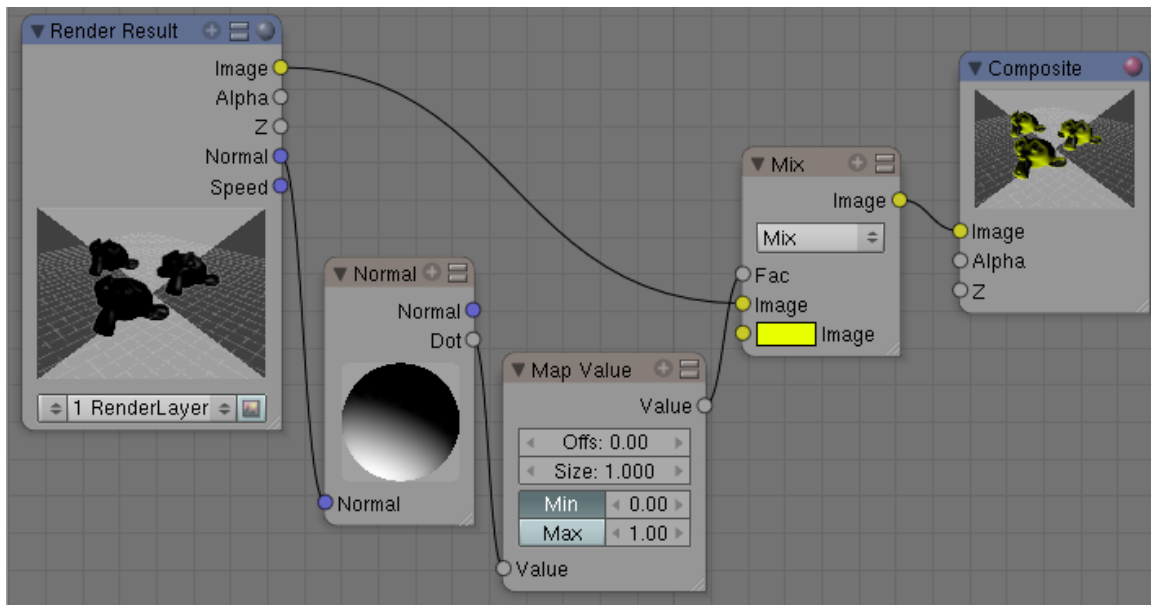 Render Result
Image
Alpha
Z
Normal
Speed
1 RenderLayer
Normal
Normal
Dot
Normal
Map Value
Value
Offs: 0.00
Size: 1.000
Min 0.00
Max 1.00
Value
Mix
Image
Mix
Fac
Image
Image
Composite
Image
Alpha
Z